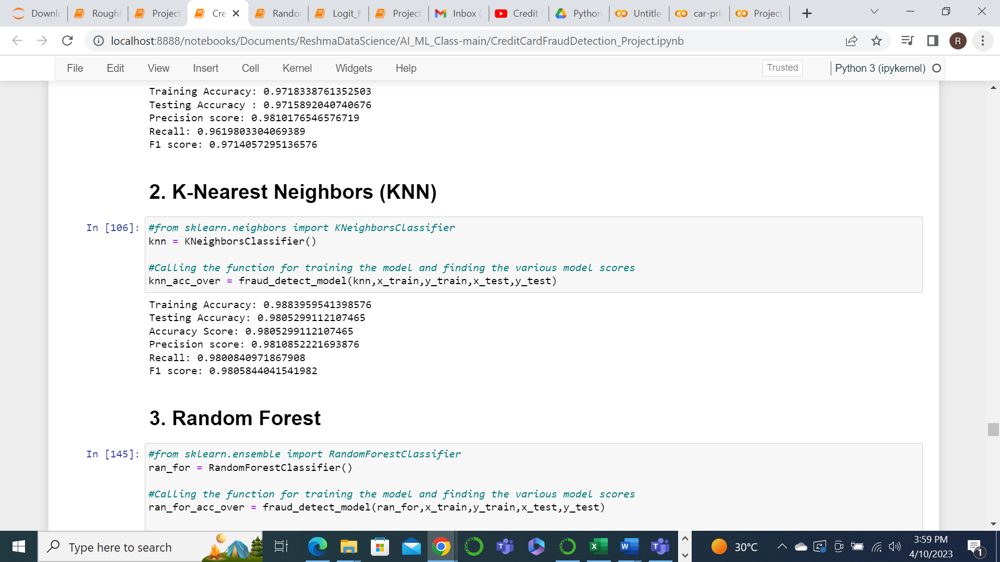 Downlo
Rough
Project
Cre
Rando
Logit_R
Project
Inbox (
Credit
Python
Untitle
car-pri
Project
localhost:8888/notebooks/Documents/ReshmaDataScience/AI_ML_Class-main/CreditCardFraudDetection_Project.ipynb
R
File Edit View Insert Cell Kernel Widgets Help
Trusted
Python 3 (ipykernel)
Training Accuracy: 0.9718338761352503
Testing Accuracy : 0.9715892040740676
Precision score: 0.9810176546576719
Recall: 0.9619803304069389
F1 score: 0.9714057295136576
2. K-Nearest Neighbors (KNN)
In [106]:
#from sklearn.neighbors import KNeighborsClassifier
knn = KNeighborsClassifier()
#Calling the function for training the model and finding the various model scores
knn_acc_over = fraud_detect_model(knn,x_train,y_train,x_test,y_test)
Training Accuracy: 0.9883959541398576
Testing Accuracy: 0.9805299112107465
Accuracy Score: 0.9805299112107465
Precision score: 0.9810852221693876
Recall: 0.9800840971867908
F1 score: 0.9805844041541982
3. Random Forest
In [145]:
#from sklearn.ensemble import RandomForestClassifier
ran_for = RandomForestClassifier()
#Calling the function for training the model and finding the various model scores
ran_for_acc_over = fraud_detect_model(ran_for,x_train,y_train,x_test,y_test)
Type here to search
30°C
3:59 PM
4/10/2023
1